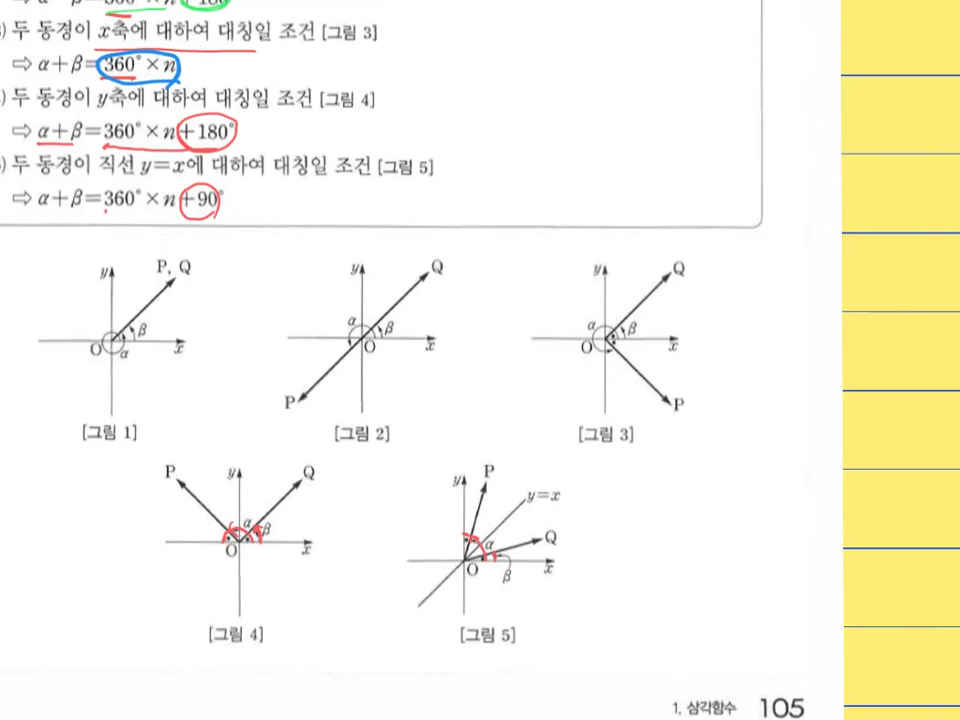 ) 두 동경이 x축에 대하여 대칭일 조건 [그림 3]
⇨ α+β=360°×n
) 두 동경이 y축에 대하여 대칭일 조건 [그림 4]
⇨ α+β=360°×n+180°
) 두 동경이 직선 y=x에 대하여 대칭일 조건 [그림 5]
⇨ α+β=360°×n+90°
y P, Q β O α x
y Q α β O x P
y Q α β O x P
[그림 1] [그림 2] [그림 3]
P y Q α β O x
y P y=x α Q O β x
[그림 4] [그림 5]
1. 삼각함수 105